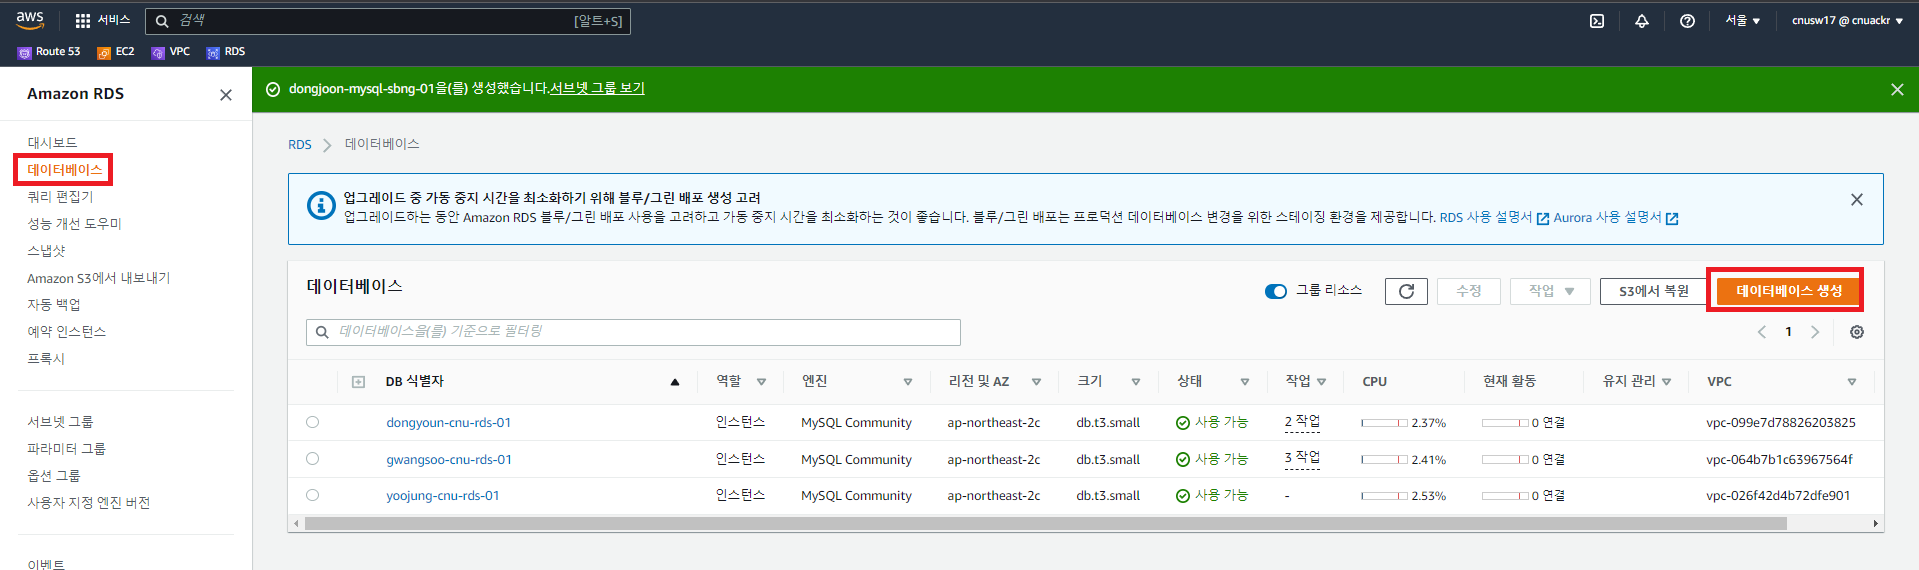 aws 서비스 검색 [알트+S] 서울 ▼ cnusw17 @ cnuackr ▼
Route 53 EC2 VPC RDS
Amazon RDS
dongjoon-mysql-sbng-01을(를) 생성했습니다.서브넷 그룹 보기
대시보드
데이터베이스
쿼리 편집기
성능 개선 도우미
스냅샷
Amazon S3에서 내보내기
자동 백업
예약 인스턴스
프록시
서브넷 그룹
파라미터 그룹
옵션 그룹
사용자 지정 엔진 버전
이벤트
RDS > 데이터베이스
업그레이드 중 가동 중지 시간을 최소화하기 위해 블루/그린 배포 생성 고려
업그레이드하는 동안 Amazon RDS 블루/그린 배포 사용을 고려하고 가동 중지 시간을 최소화하는 것이 좋습니다. 블루/그린 배포는 프로덕션 데이터베이스 변경을 위한 스테이징 환경을 제공합니다. RDS 사용 설명서 Aurora 사용 설명서
데이터베이스 그룹 리소스 수정 작업 ▼ S3에서 복원 데이터베이스 생성
데이터베이스을(를) 기준으로 필터링 < 1 >
DB 식별자 역할 엔진 리전 및 AZ 크기 상태 작업 CPU 현재 활동 유지 관리 VPC
dongyoun-cnu-rds-01 인스턴스 MySQL Community ap-northeast-2c db.t3.small 사용 가능 2 작업 2.37% 0 연결 vpc-099e7d78826203825
gwangsoo-cnu-rds-01 인스턴스 MySQL Community ap-northeast-2c db.t3.small 사용 가능 3 작업 2.41% 0 연결 vpc-064b7b1c63967564f
yoojung-cnu-rds-01 인스턴스 MySQL Community ap-northeast-2c db.t3.small 사용 가능 - 2.53% 0 연결 vpc-026f42d4b72dfe901